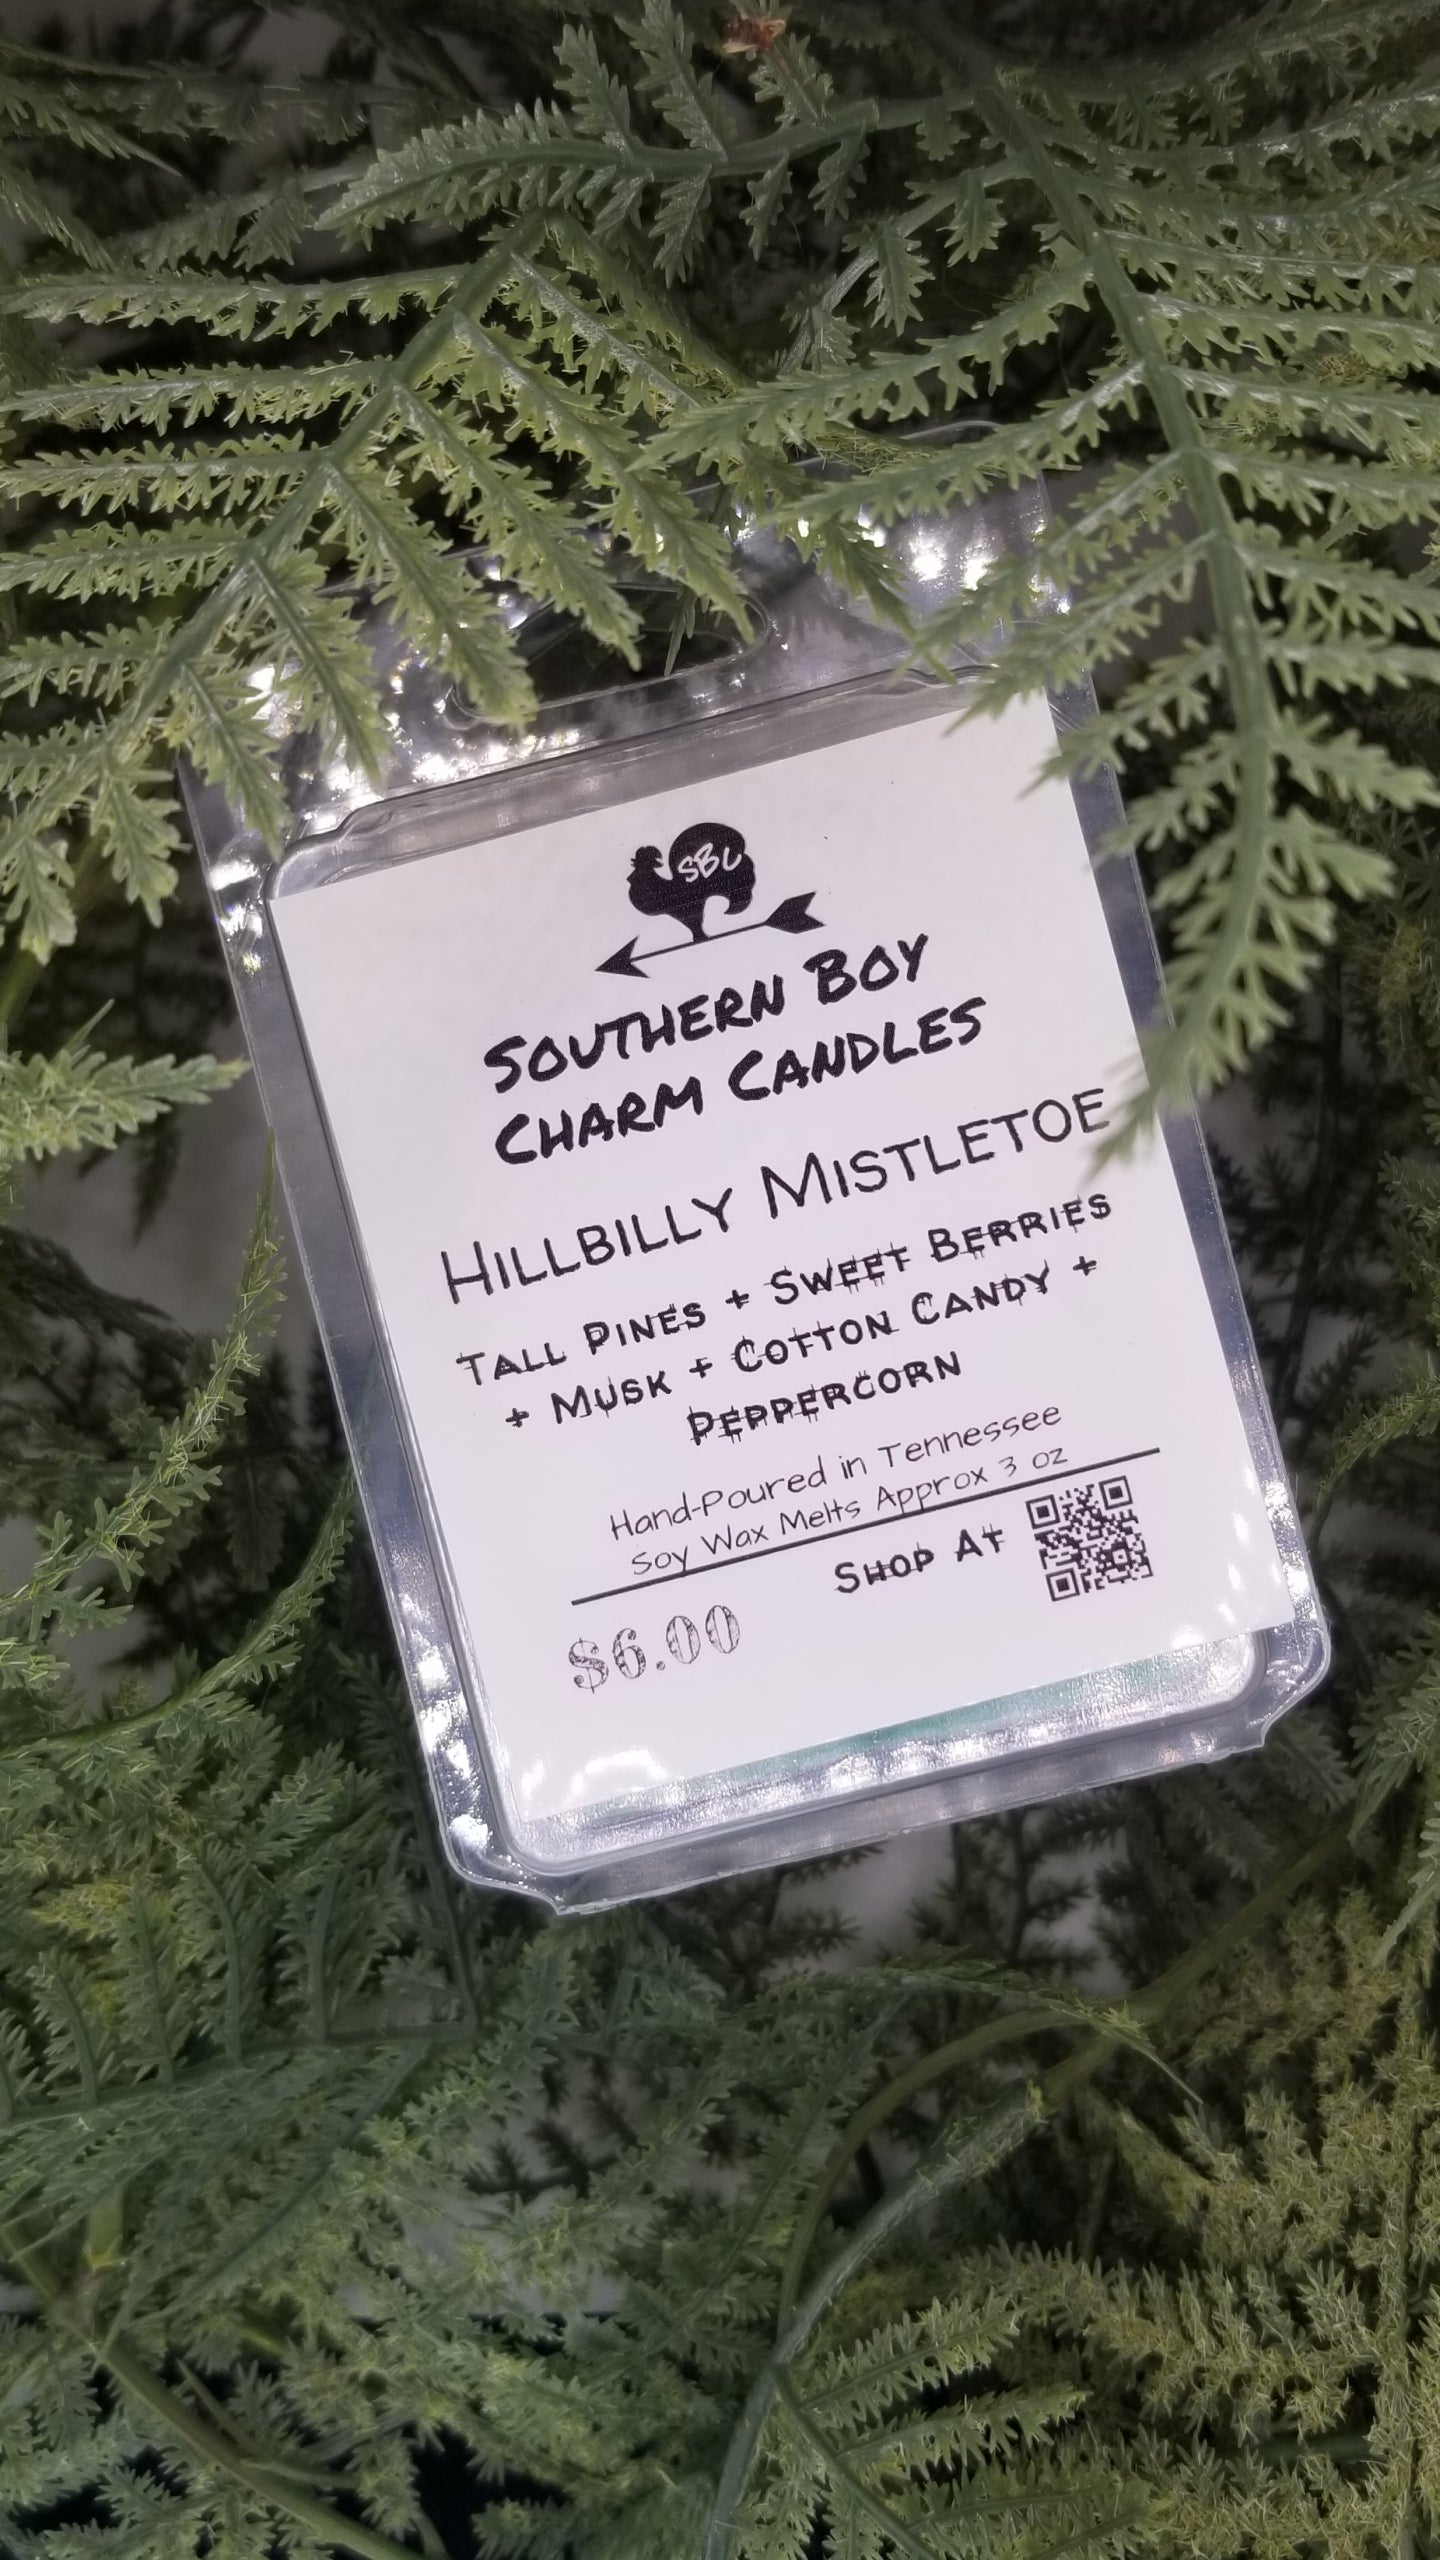 SBC
Southern Boy
Charm Candles
Hillbilly Mistletoe
Tall Pines + Sweet Berries
+ Musk + Cotton Candy +
Peppercorn
Hand-Poured in Tennessee
Soy Wax Melts Approx 3 oz
Shop At
$6.00